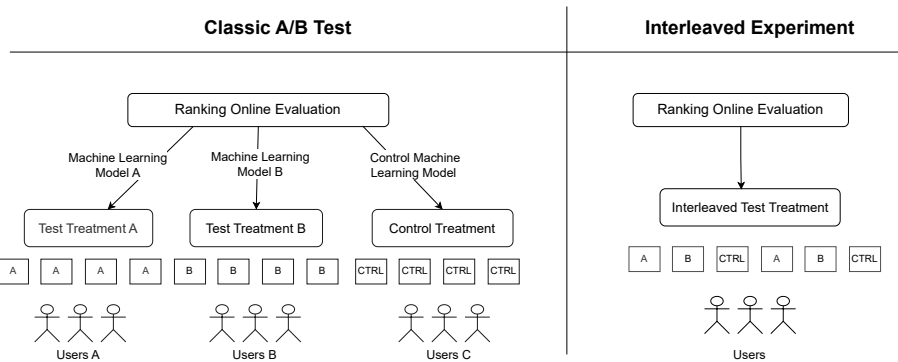 Classic A/B Test
Interleaved Experiment
Ranking Online Evaluation
Machine Learning
Model A
Machine Learning
Model B
Control Machine
Learning Model
Test Treatment A
Test Treatment B
Control Treatment
A A A A B B B B CTRL CTRL CTRL CTRL
Users A
Users B
Users C
Ranking Online Evaluation
Interleaved Test Treatment
A B CTRL A B CTRL
Users